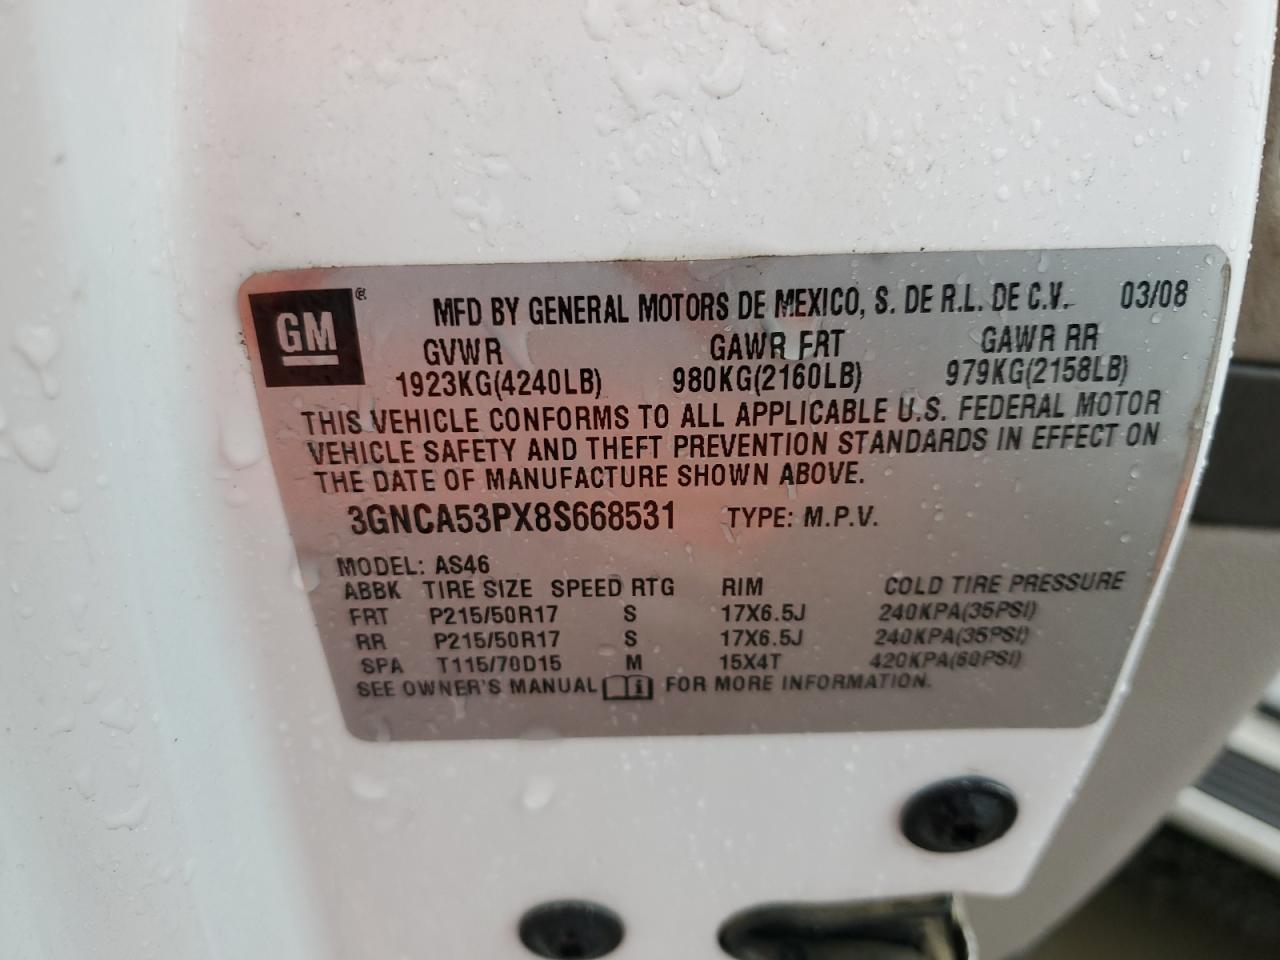 GM ® MFD BY GENERAL MOTORS DE MEXICO, S. DE R.L. DE C.V. 03/08
GVWR GAWR FRT GAWR RR
1923KG(4240LB) 980KG(2160LB) 979KG(2158LB)
THIS VEHICLE CONFORMS TO ALL APPLICABLE U.S. FEDERAL MOTOR
VEHICLE SAFETY AND THEFT PREVENTION STANDARDS IN EFFECT ON
THE DATE OF MANUFACTURE SHOWN ABOVE.
3GNCA53PX8S668531 TYPE: M.P.V.
MODEL: AS46
ABBK TIRE SIZE SPEED RTG RIM COLD TIRE PRESSURE
FRT P215/50R17 S 17X6.5J 240KPA(35PSI)
RR P215/50R17 S 17X6.5J 240KPA(35PSI)
SPA T115/70D15 M 15X4T 420KPA(60PSI)
SEE OWNER'S MANUAL i FOR MORE INFORMATION.